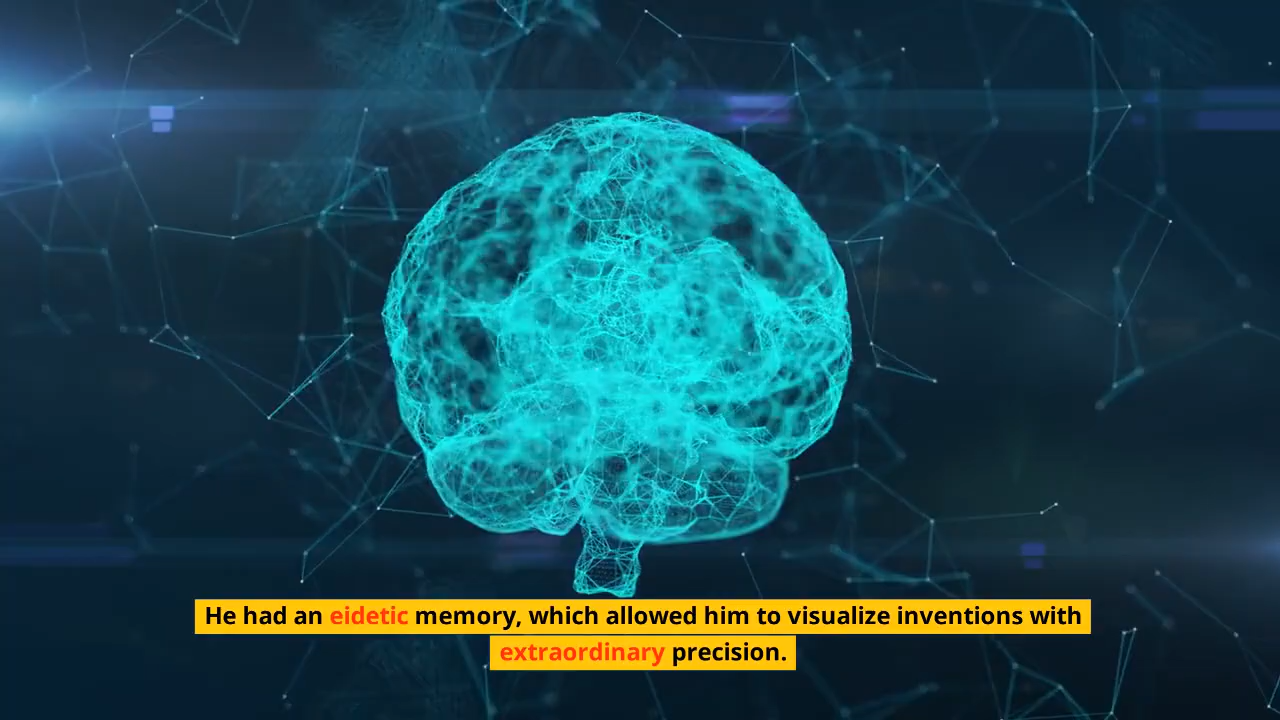 He had an eidetic memory, which allowed him to visualize inventions with
extraordinary precision.